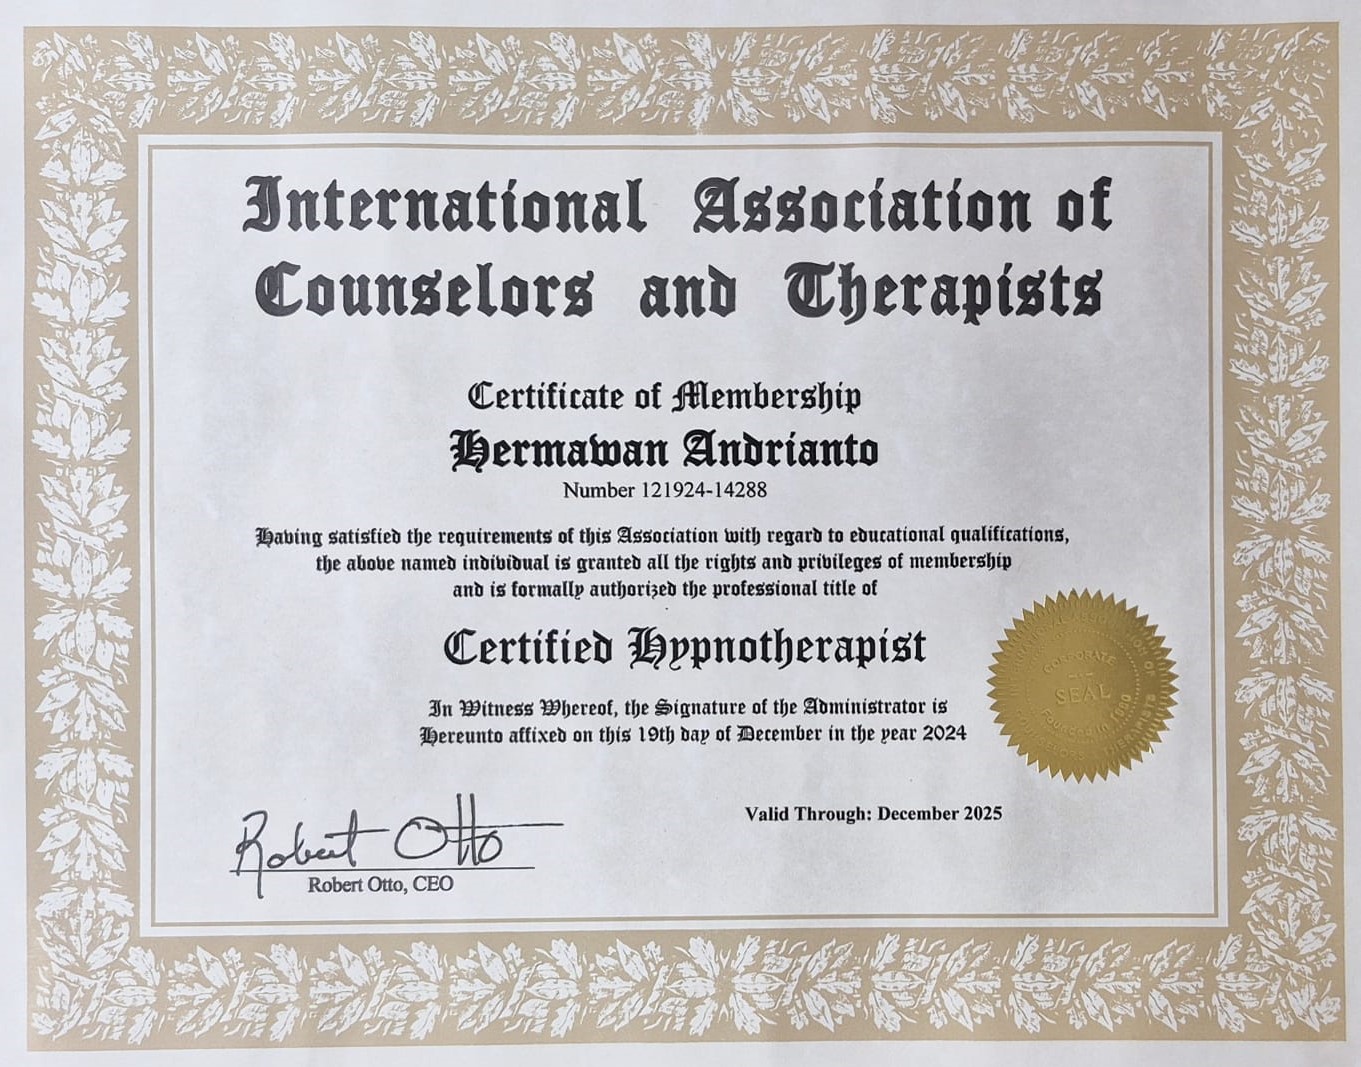 International Association of
Counselors and Therapists
Certificate of Membership
Hermawan Andrianto
Number 121924-14288
Having satisfied the requirements of this Association with regard to educational qualifications,
the above named individual is granted all the rights and privileges of membership
and is formally authorized the professional title of
Certified Hypnotherapist
In Witness Whereof, the Signature of the Administrator is
Hereunto affixed on this 19th day of December in the year 2024
CORPORATE
SEAL
Founded in 1990
Valid Through: December 2025
Robert Otto
Robert Otto, CEO